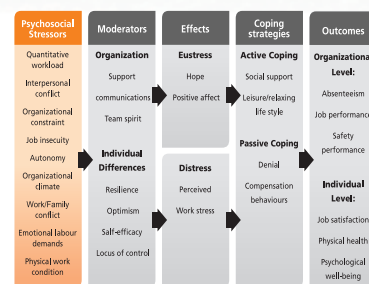 Psychosocial
Stressors
Quantitative
workload
Interpersonal
conflict
Organizational
constraint
Job insecurity
Autonomy
Organizational
climate
Work/Family
conflict
Emotional labour
demands
Physical work
condition
Moderators
Organization
Support
communications
Team spirit
Individual
Differences
Resilience
Optimism
Self-efficacy
Locus of control
Effects
Eustress
Hope
Positive affect
Distress
Perceived
Work stress
Coping
strategies
Active Coping
Social support
Leisure/relaxing
life style
Passive Coping
Denial
Compensation
behaviours
Outcomes
Organizational
Level:
Absenteeism
Job performance
Safety
performance
Individual
Level:
Job satisfaction
Physical health
Psychological
well-being